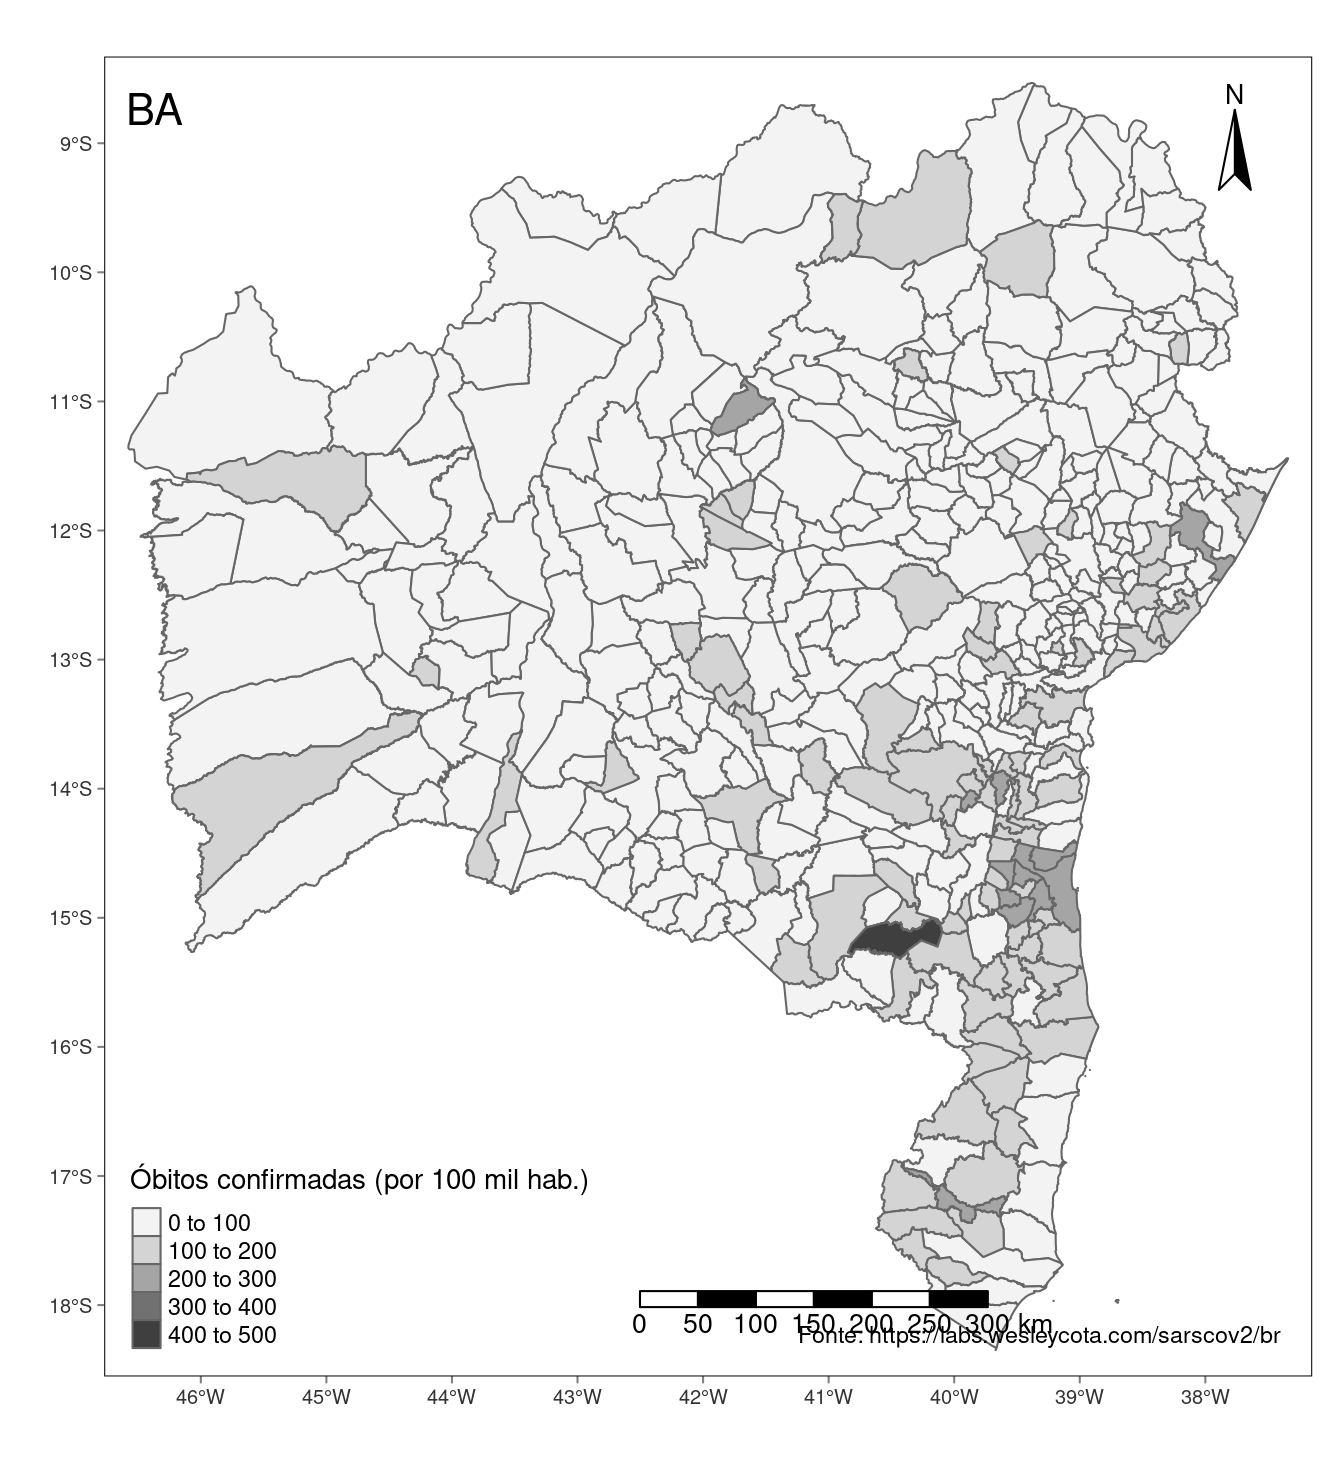 BA
N
9°S
10°S
11°S
12°S
13°S
14°S
15°S
16°S
17°S
18°S
Óbitos confirmadas (por 100 mil hab.)
0 to 100
100 to 200
200 to 300
300 to 400
400 to 500
0 50 100 150 200 250 300 km
Fonte: https://labs.wesleycota.com/sarscov2/br
46°W 45°W 44°W 43°W 42°W 41°W 40°W 39°W 38°W